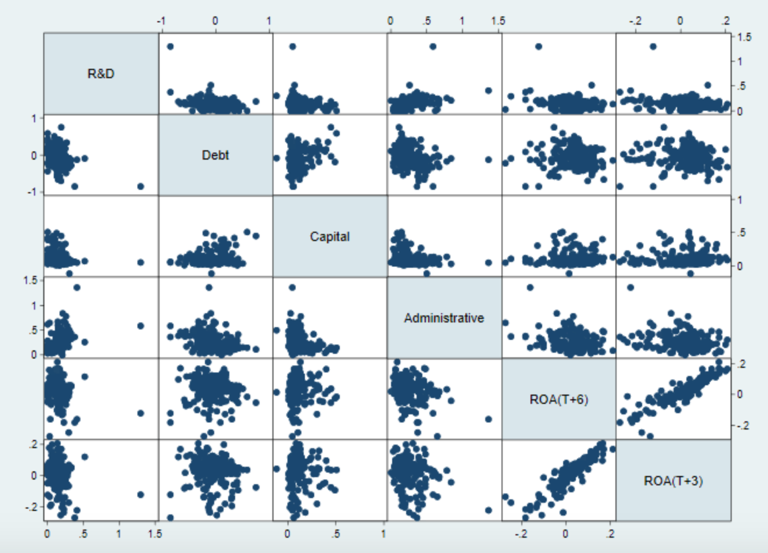 -1 0 1 0 .5 1 1.5 -.2 0 .2
R&D
1.5
1
.5
0
1
0
-1
Debt
Capital
1
.5
0
1.5
1
.5
0
Administrative
ROA(T+6)
.2
0
-.2
.2
0
-.2
ROA(T+3)
0 .5 1 1.5 0 .5 1 -.2 0 .2